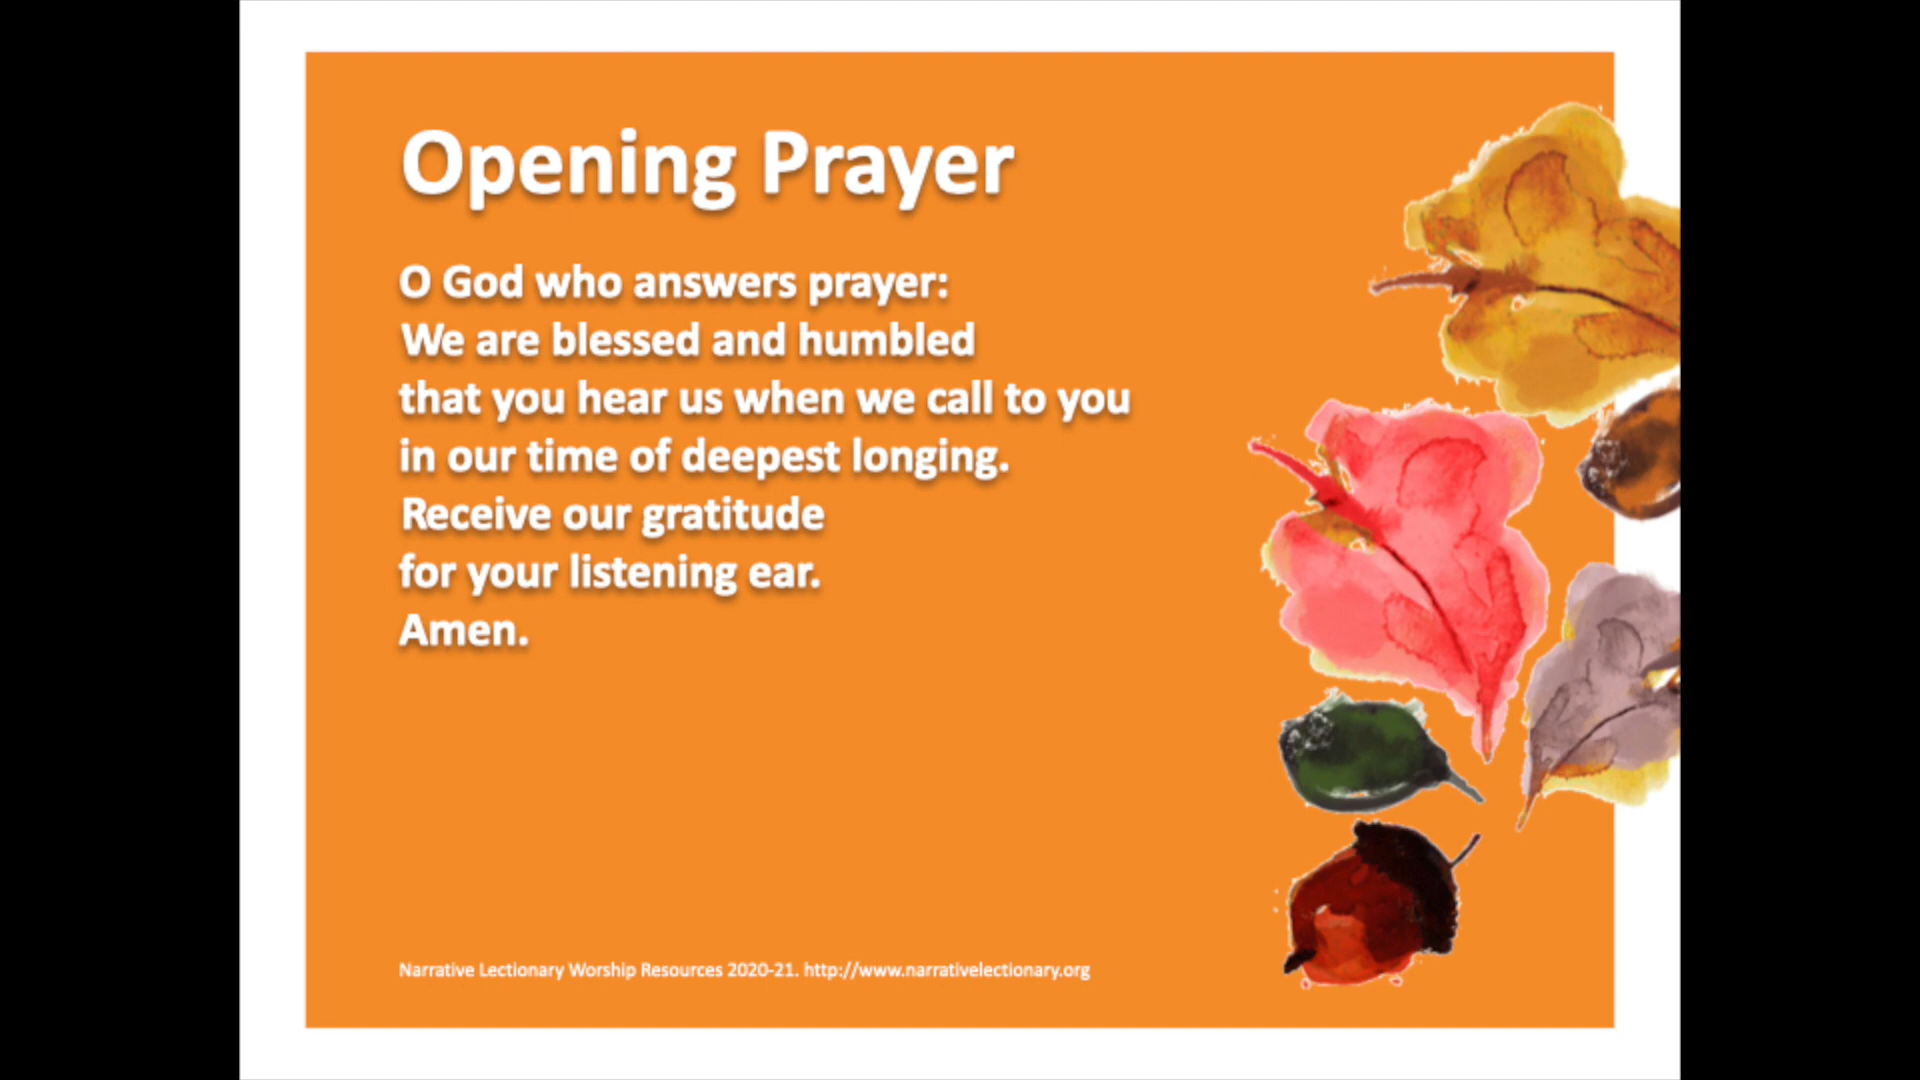 Opening Prayer
O God who answers prayer:
We are blessed and humbled
that you hear us when we call to you
in our time of deepest longing.
Receive our gratitude
for your listening ear.
Amen.
Narrative Lectionary Worship Resources 2020-21. http://www.narrativelectionary.org